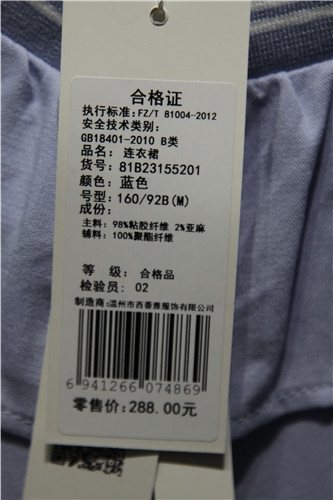 合格证
执行标准:FZ/T 81004-2012
安全技术类别:
GB18401-2010 B类
品名: 连衣裙
货号: 81B23155201
颜色: 蓝色
号型: 160/92B(M)
成份:
主料: 98%粘胶纤维 2%亚麻
辅料: 100%聚酯纤维
等 级: 合格品
检验员: 02
制造商:温州市西番雅服饰有限公司
6 941266 074869
零售价: 288.00元